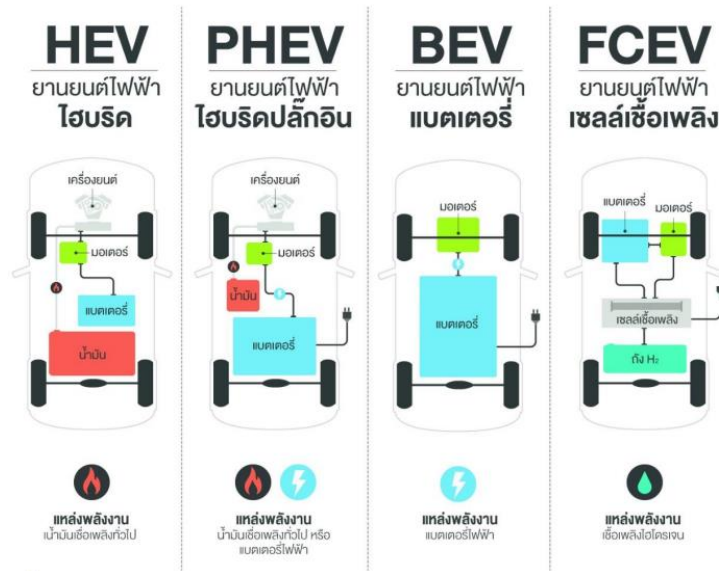 HEV
ยานยนต์ไฟฟ้า
ไฮบริด
เครื่องยนต์
มอเตอร์
แบตเตอรี่
น้ำมัน
แหล่งพลังงาน
น้ำมันเชื้อเพลิงทั่วไป
PHEV
ยานยนต์ไฟฟ้า
ไฮบริดปลั๊กอิน
เครื่องยนต์
มอเตอร์
น้ำมัน
แบตเตอรี่
แหล่งพลังงาน
น้ำมันเชื้อเพลิงทั่วไป หรือ
แบตเตอรี่ไฟฟ้า
BEV
ยานยนต์ไฟฟ้า
แบตเตอรี่
มอเตอร์
แบตเตอรี่
แหล่งพลังงาน
แบตเตอรี่ไฟฟ้า
FCEV
ยานยนต์ไฟฟ้า
เซลล์เชื้อเพลิง
แบตเตอรี่
มอเตอร์
เซลล์เชื้อเพลิง
ถัง H₂
แหล่งพลังงาน
เชื้อเพลิงไฮโดรเจน